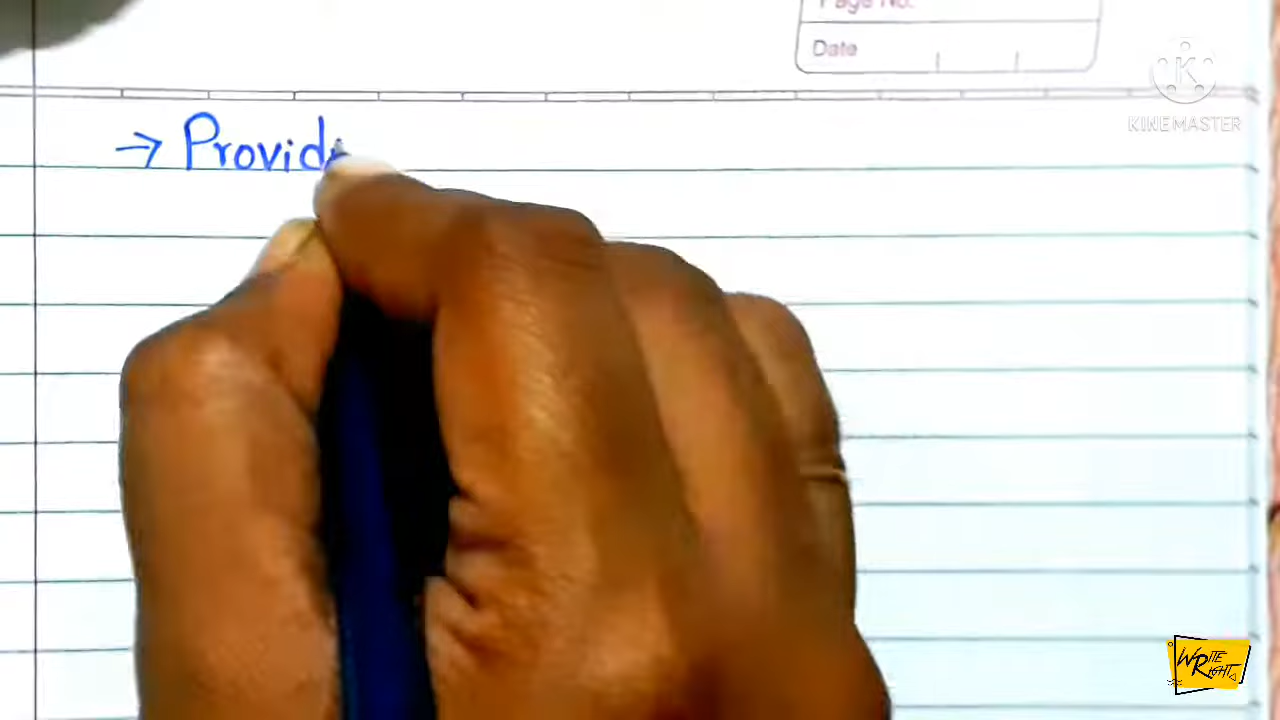 Page No.
Date
KINEMASTER
→ Provid
WRITE RIGHT